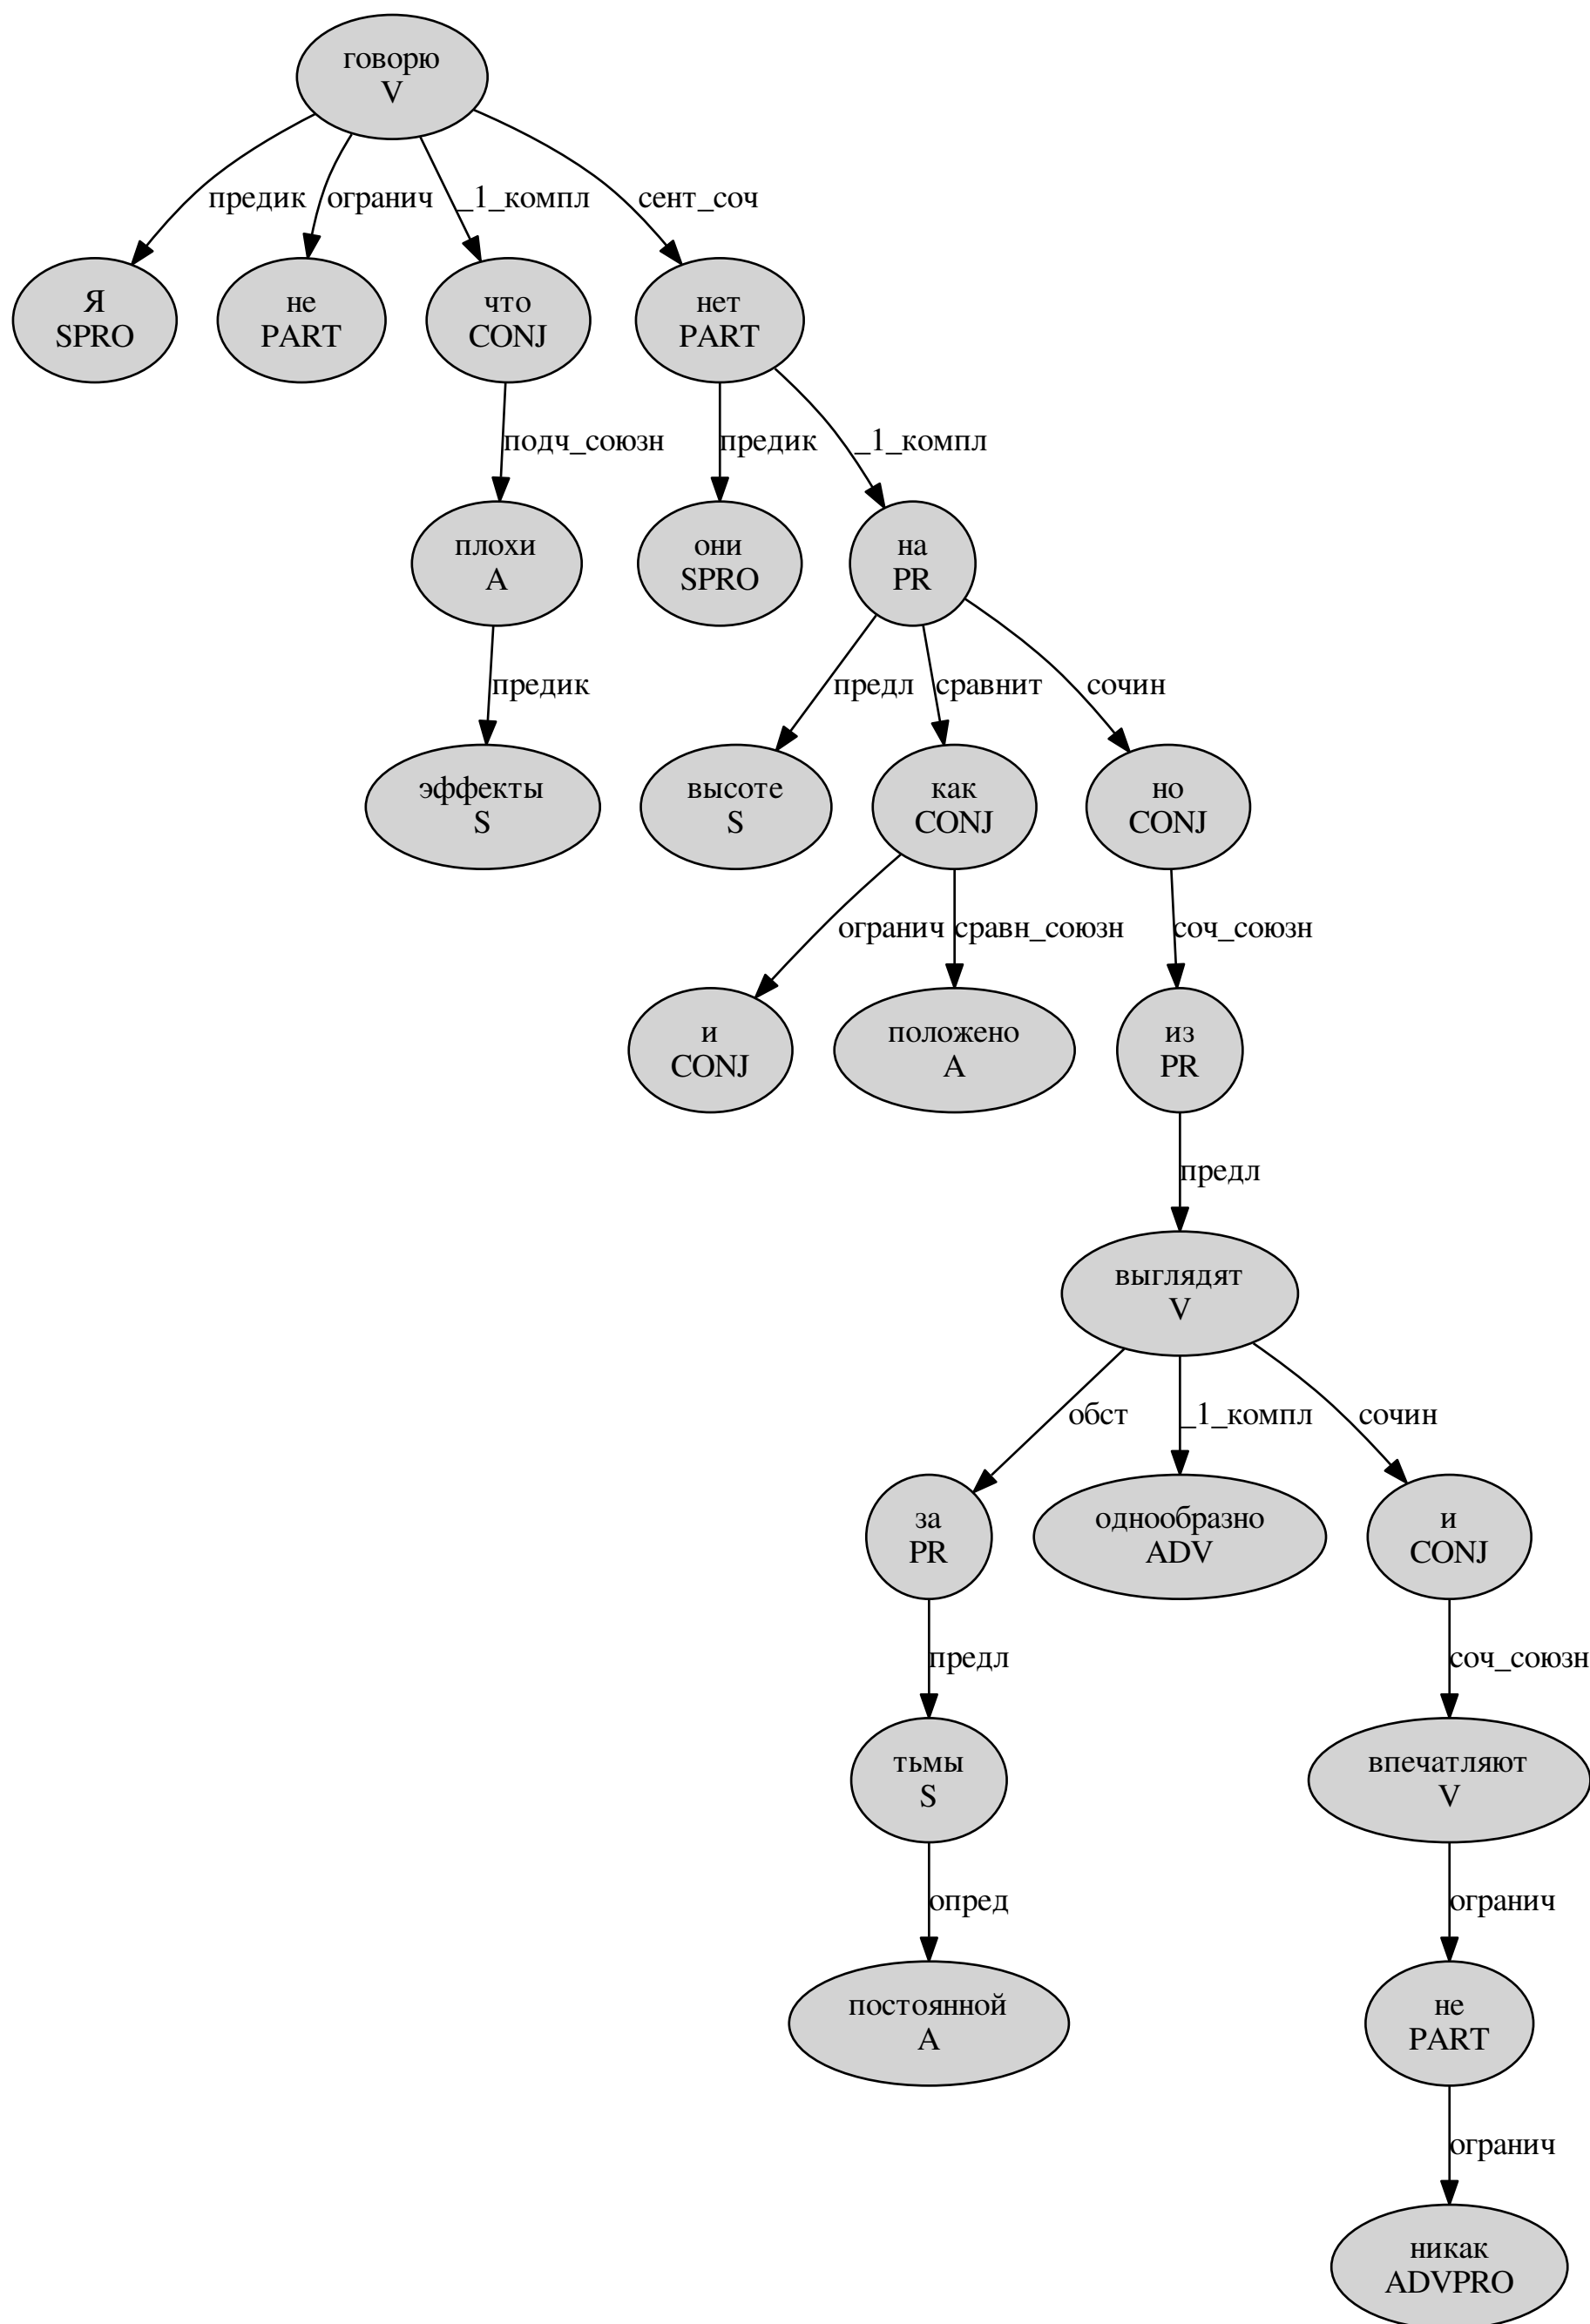 говорю
V
предик
огранич
_1_компл
сент_соч
Я
SPRO
не
PART
что
CONJ
нет
PART
подч_союзн
предик
_1_компл
плохи
A
они
SPRO
на
PR
предик
предл
сравнит
сочин
эффекты
S
высоте
S
как
CONJ
но
CONJ
огранич
сравн_союзн
соч_союзн
и
CONJ
положено
A
из
PR
предл
выглядят
V
обст
_1_компл
сочин
за
PR
однообразно
ADV
и
CONJ
предл
соч_союзн
тьмы
S
впечатляют
V
опред
огранич
постоянной
A
не
PART
огранич
никак
ADVPRO